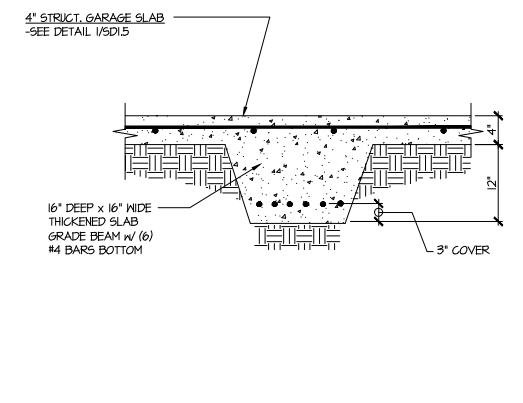 4" STRUCT. GARAGE SLAB
-SEE DETAIL 1/SD1.5
4"
12"
16" DEEP x 16" WIDE
THICKENED SLAB
GRADE BEAM w/ (6)
#4 BARS BOTTOM
3" COVER